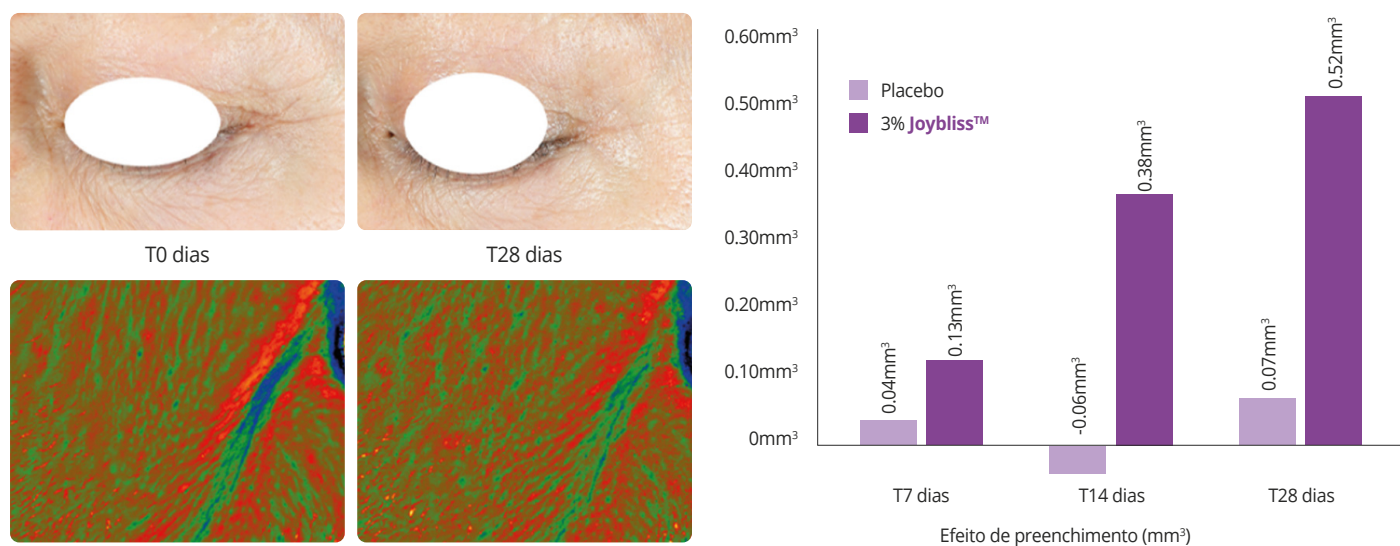 T0 dias
T28 dias
0.60mm³
0.50mm³
0.40mm³
0.30mm³
0.20mm³
0.10mm³
0mm³
Placebo
3% Joybliss™
0.04mm³
0.13mm³
-0.06mm³
0.38mm³
0.07mm³
0.52mm³
T7 dias
T14 dias
T28 dias
Efeito de preenchimento (mm³)